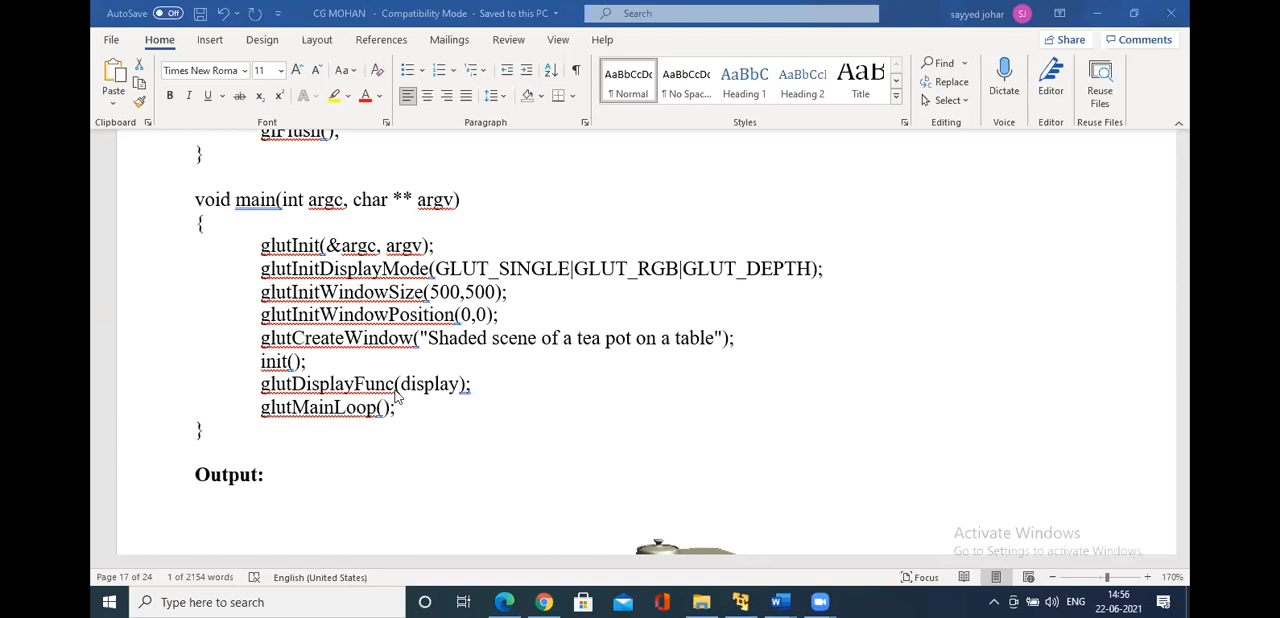 AutoSave Off CG MOHAN - Compatibility Mode - Saved to this PC Search sayyed johar SJ
File Home Insert Design Layout References Mailings Review View Help Share Comments
Paste Times New Roma 11 Aa AaBbCcDc AaBbCcDc AaBbC AaBbCcl AaB Find Replace Select Dictate Editor Reuse Files
B I U ab x₂ x² A A ¶ Normal ¶ No Spac... Heading 1 Heading 2 Title
Clipboard Font Paragraph Styles Editing Voice Editor Reuse Files
glFlush();
}
void main(int argc, char ** argv)
{
glutInit(&argc, argv);
glutInitDisplayMode(GLUT_SINGLE|GLUT_RGB|GLUT_DEPTH);
glutInitWindowSize(500,500);
glutInitWindowPosition(0,0);
glutCreateWindow("Shaded scene of a tea pot on a table");
init();
glutDisplayFunc(display);
glutMainLoop();
}
Output:
Activate Windows
Go to Settings to activate Windows.
Page 17 of 24 1 of 2154 words English (United States) Focus 170%
Type here to search ENG 14:56
22-06-2021